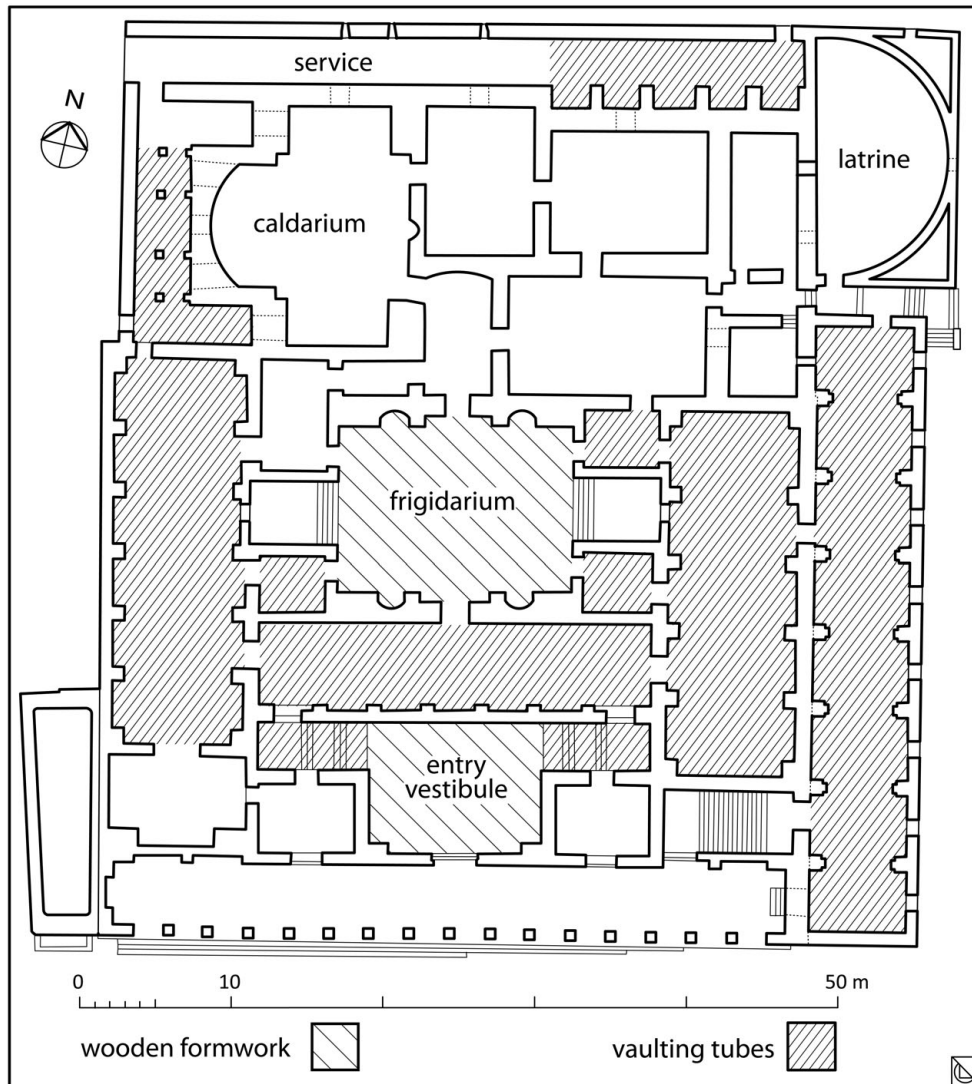 service
N
latrine
caldarium
frigidarium
entry
vestibule
0 10 50 m
wooden formwork
vaulting tubes